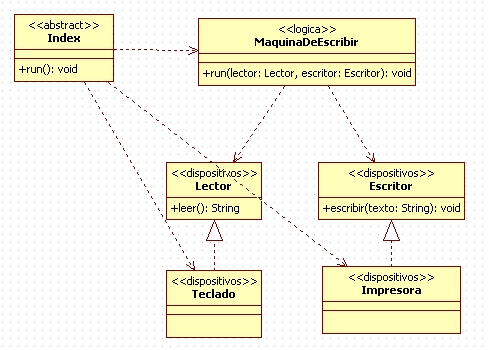 <<abstract>>
Index
+run(): void
<<logica>>
MaquinaDeEscribir
+run(lector: Lector, escritor: Escritor): void
<<dispositivos>>
Lector
+leer(): String
<<dispositivos>>
Escritor
+escribir(texto: String): void
<<dispositivos>>
Teclado
<<dispositivos>>
Impresora